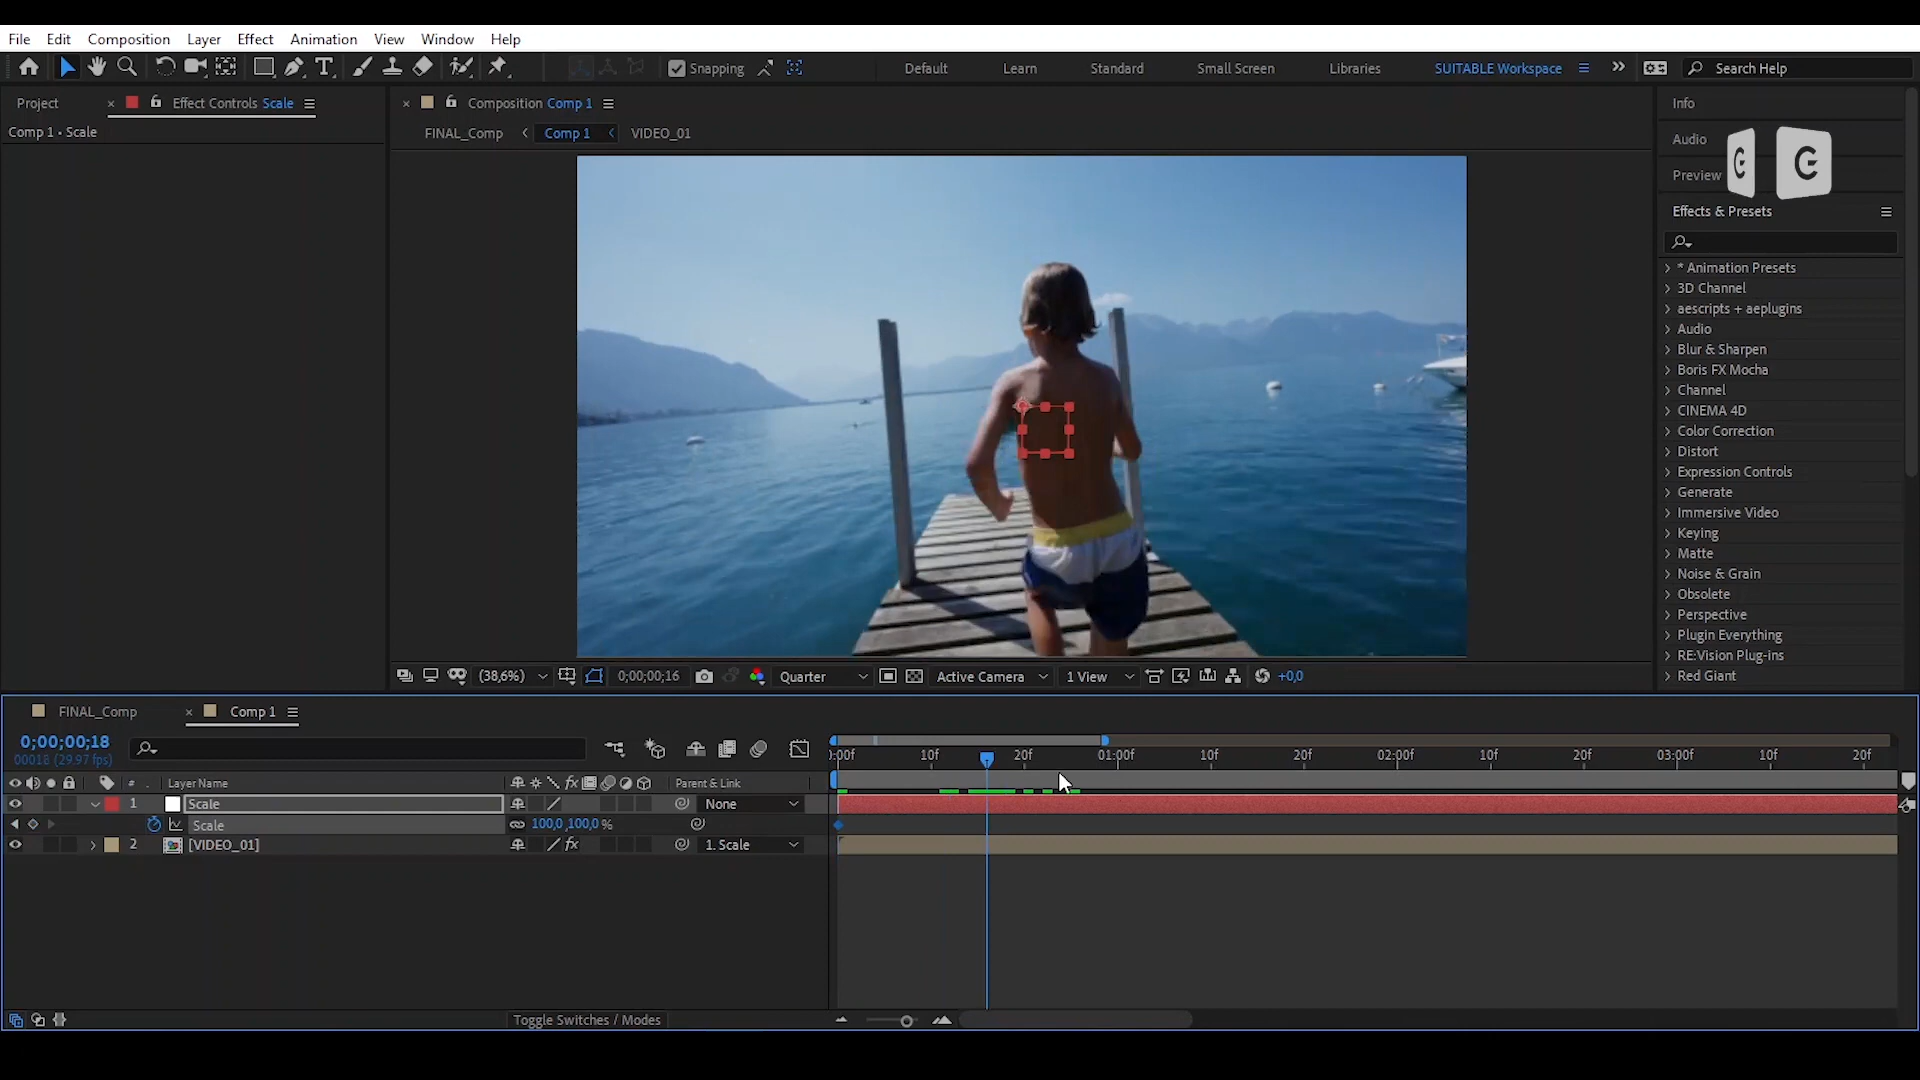 File Edit Composition Layer Effect Animation View Window Help
Snapping Default Learn Standard Small Screen Libraries SUITABLE Workspace Search Help
Project Effect Controls Scale
Comp 1 • Scale
Composition Comp 1
FINAL_Comp Comp 1 VIDEO_01
Info
Audio
Preview
Effects & Presets
* Animation Presets
3D Channel
aescripts + aeplugins
Audio
Blur & Sharpen
Boris FX Mocha
Channel
CINEMA 4D
Color Correction
Distort
Expression Controls
Generate
Immersive Video
Keying
Matte
Noise & Grain
Obsolete
Perspective
Plugin Everything
RE:Vision Plug-ins
Red Giant
(38,6%) 0;00;00;16 Quarter Active Camera 1 View +0,0
FINAL_Comp Comp 1
0;00;00;18
00018 (29.97 fps)
):00f 10f 20f 01:00f 10f 20f 02:00f 10f 20f 03:00f 10f 20f
# Layer Name fx Parent & Link
1 Scale None
Scale 100,0,100,0 %
2 [VIDEO_01] fx 1. Scale
Toggle Switches / Modes